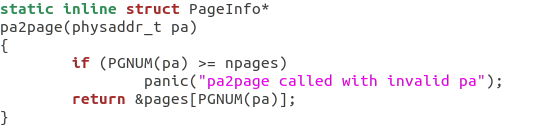 static inline struct PageInfo*
pa2page(physaddr_t pa)
{
        if (PGNUM(pa) >= npages)
                panic("pa2page called with invalid pa");
        return &pages[PGNUM(pa)];
}